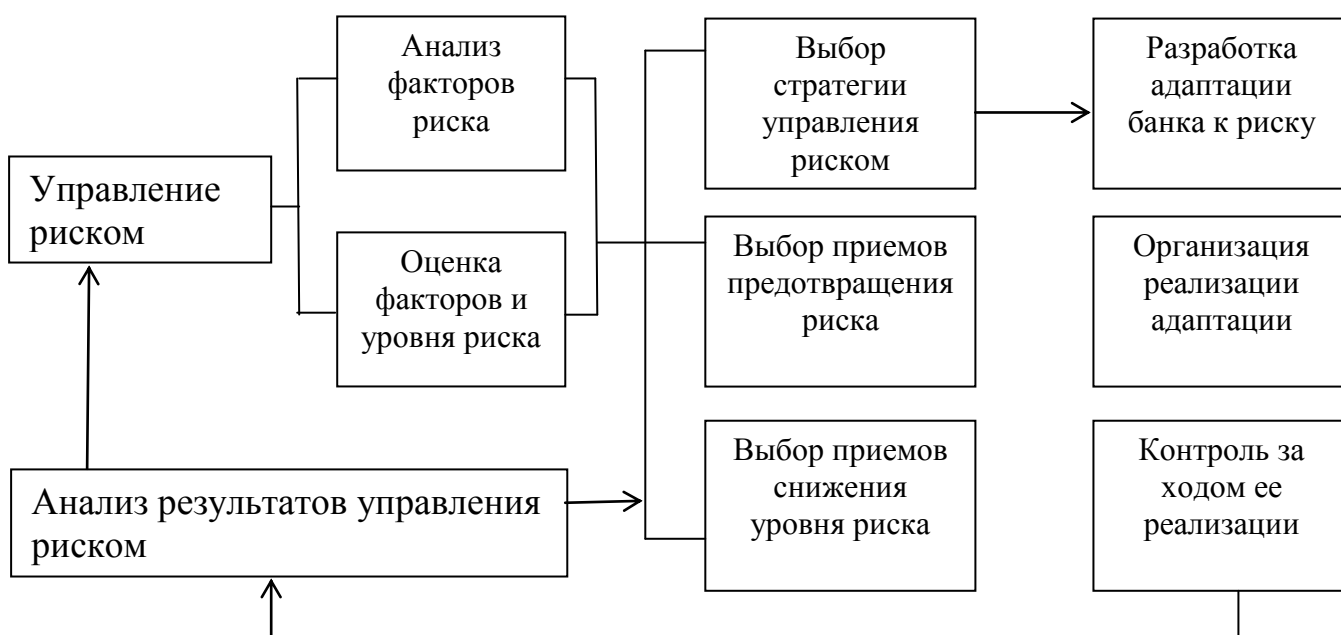 Управление
риском
Анализ
факторов
риска
Оценка
факторов и
уровня риска
Выбор
стратегии
управления
риском
Выбор приемов
предотвращения
риска
Выбор приемов
снижения
уровня риска
Разработка
адаптации
банка к риску
Организация
реализации
адаптации
Контроль за
ходом ее
реализации
Анализ результатов управления
риском